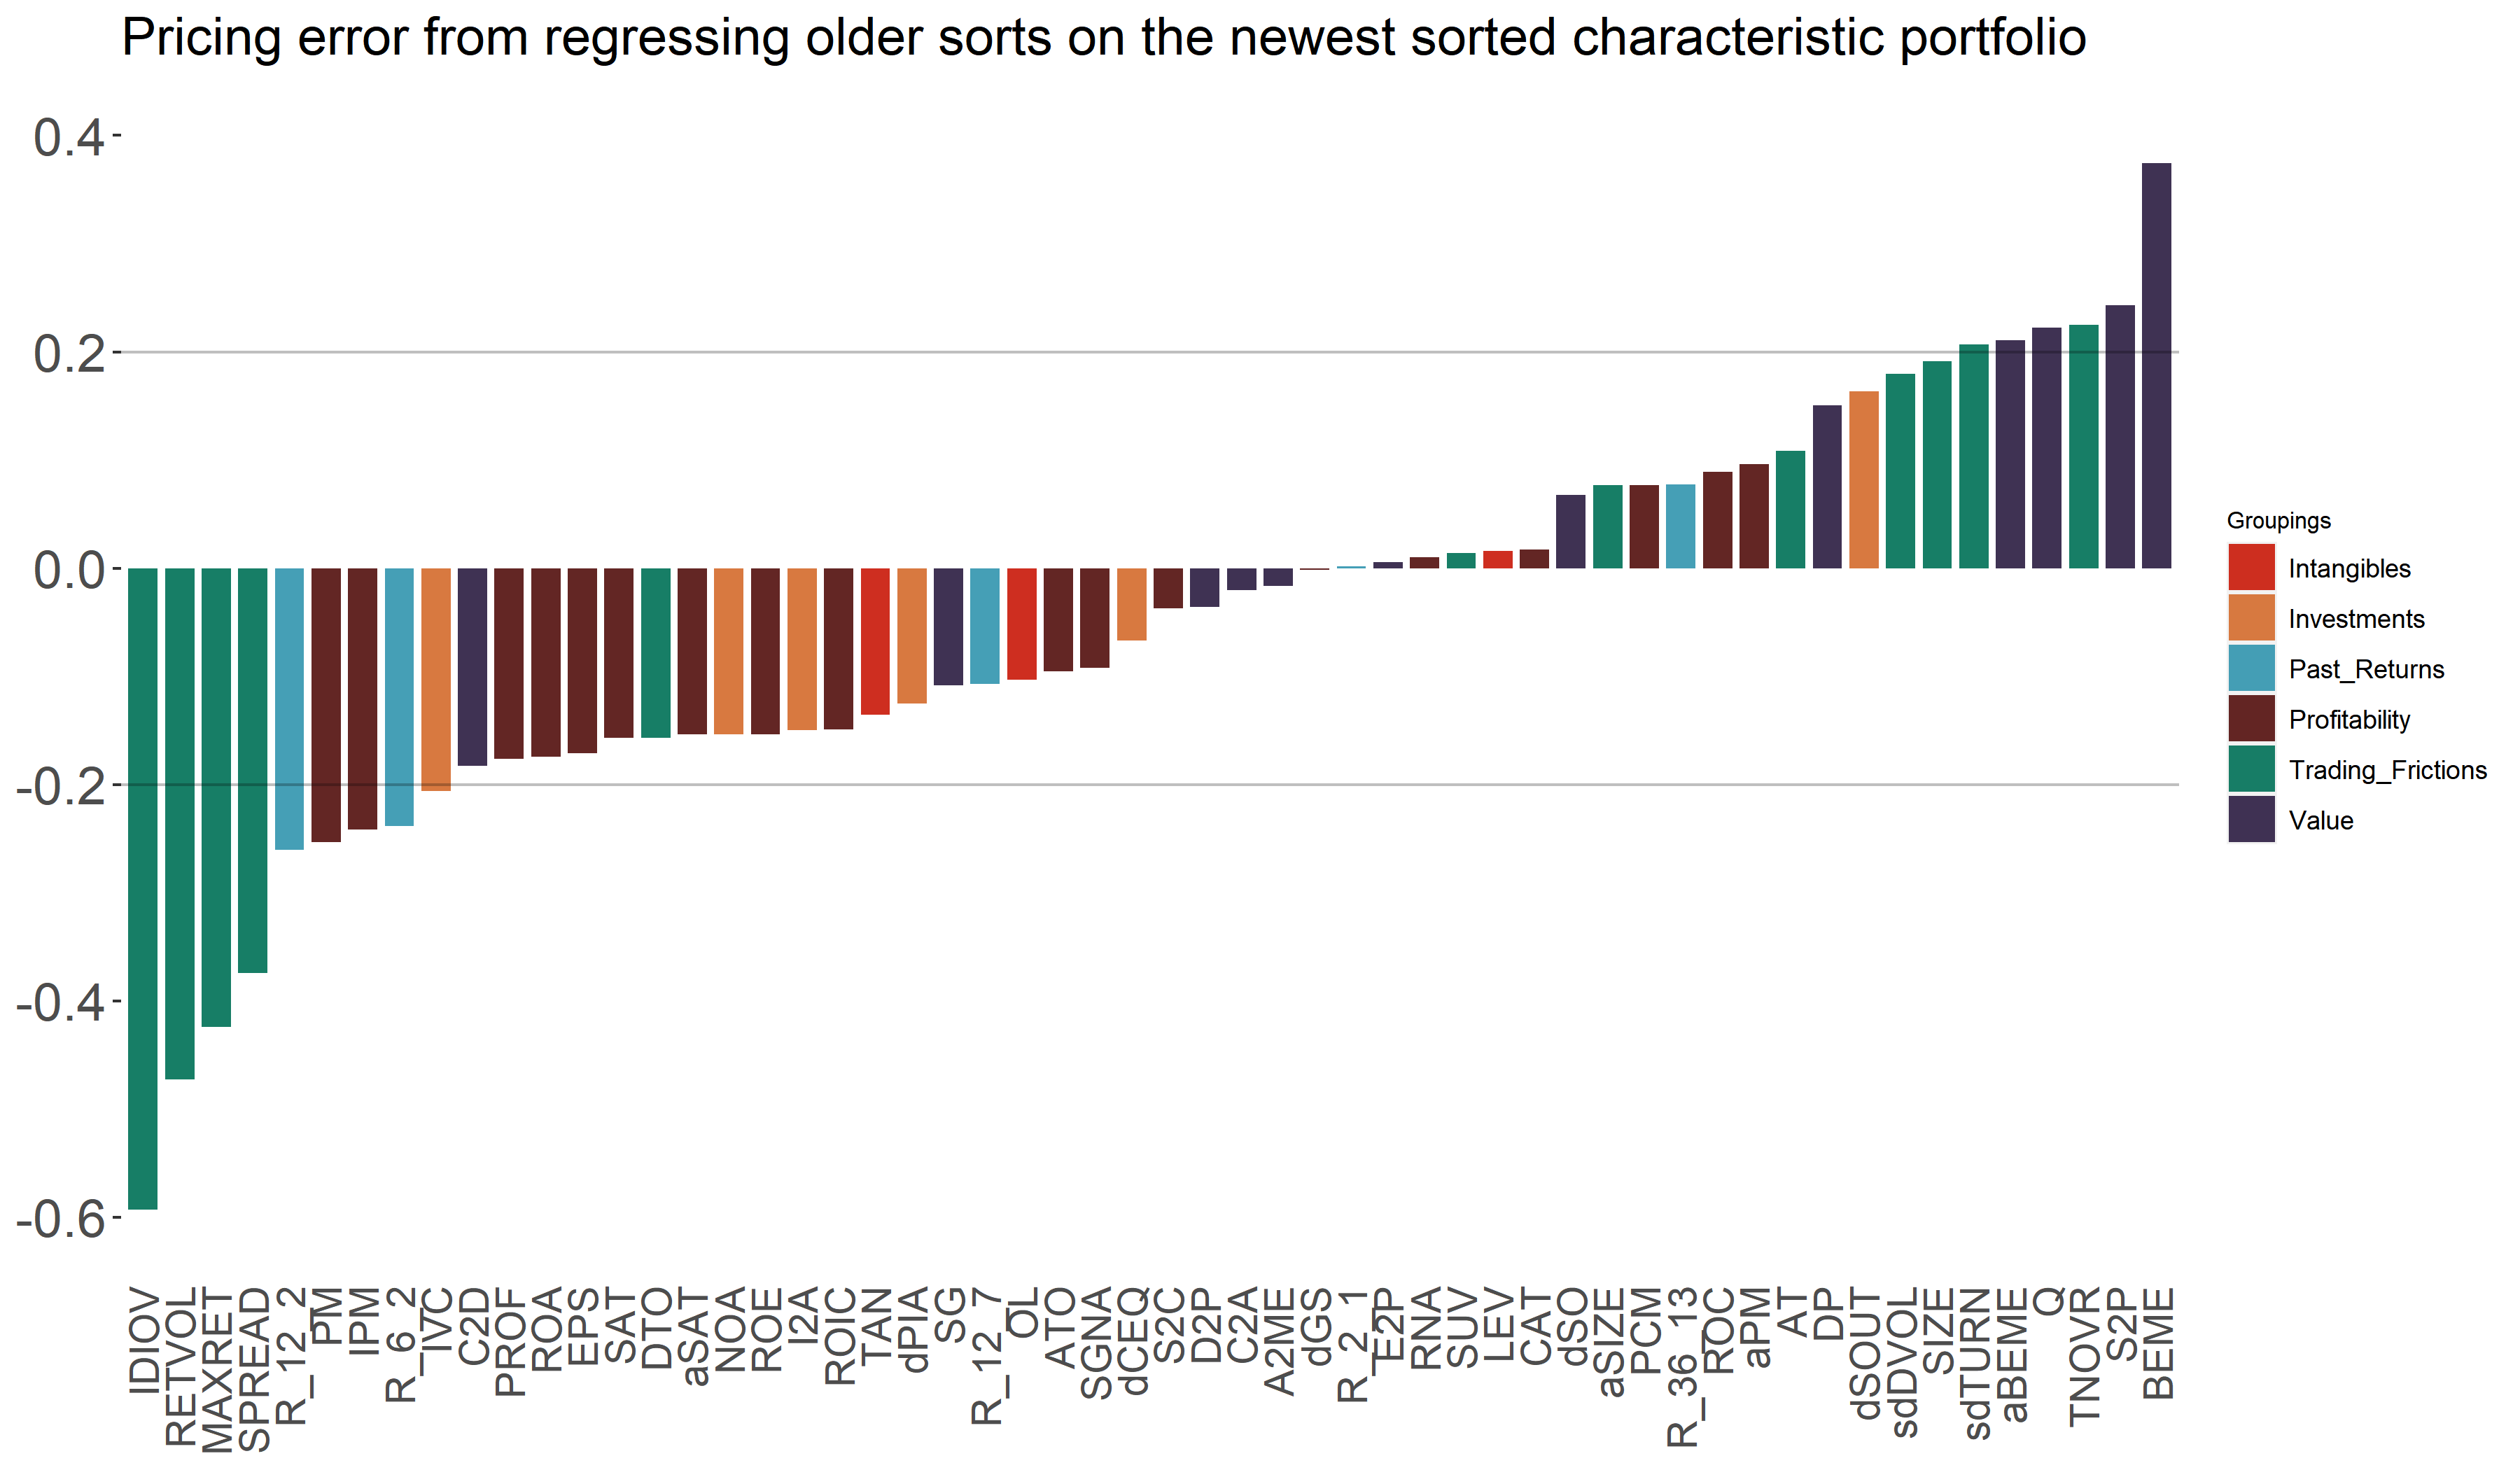 Pricing error from regressing older sorts on the newest sorted characteristic portfolio
0.4
0.2
0.0
-0.2
-0.4
-0.6
IDIOV
RETVOL
MAXRET
SPREAD
R_12_2
PM
IPM
R_6_2
IVC
C2D
PROF
ROA
EPS
SAT
DTO
aSAT
NOA
ROE
I2A
ROIC
TAN
dPIA
SG
R_12_7
OL
ATO
SGNA
dCEQ
S2C
D2P
C2A
A2ME
dGS
R_2_1
E2P
RNA
SUV
LEV
CAT
dSO
aSIZE
PCM
R_36_13
ROC
aPM
AT
DP
dSOUT
sdDVOL
SIZE
sdTURN
aBEME
Q
TNOVR
S2P
BEME
Groupings
Intangibles
Investments
Past_Returns
Profitability
Trading_Frictions
Value